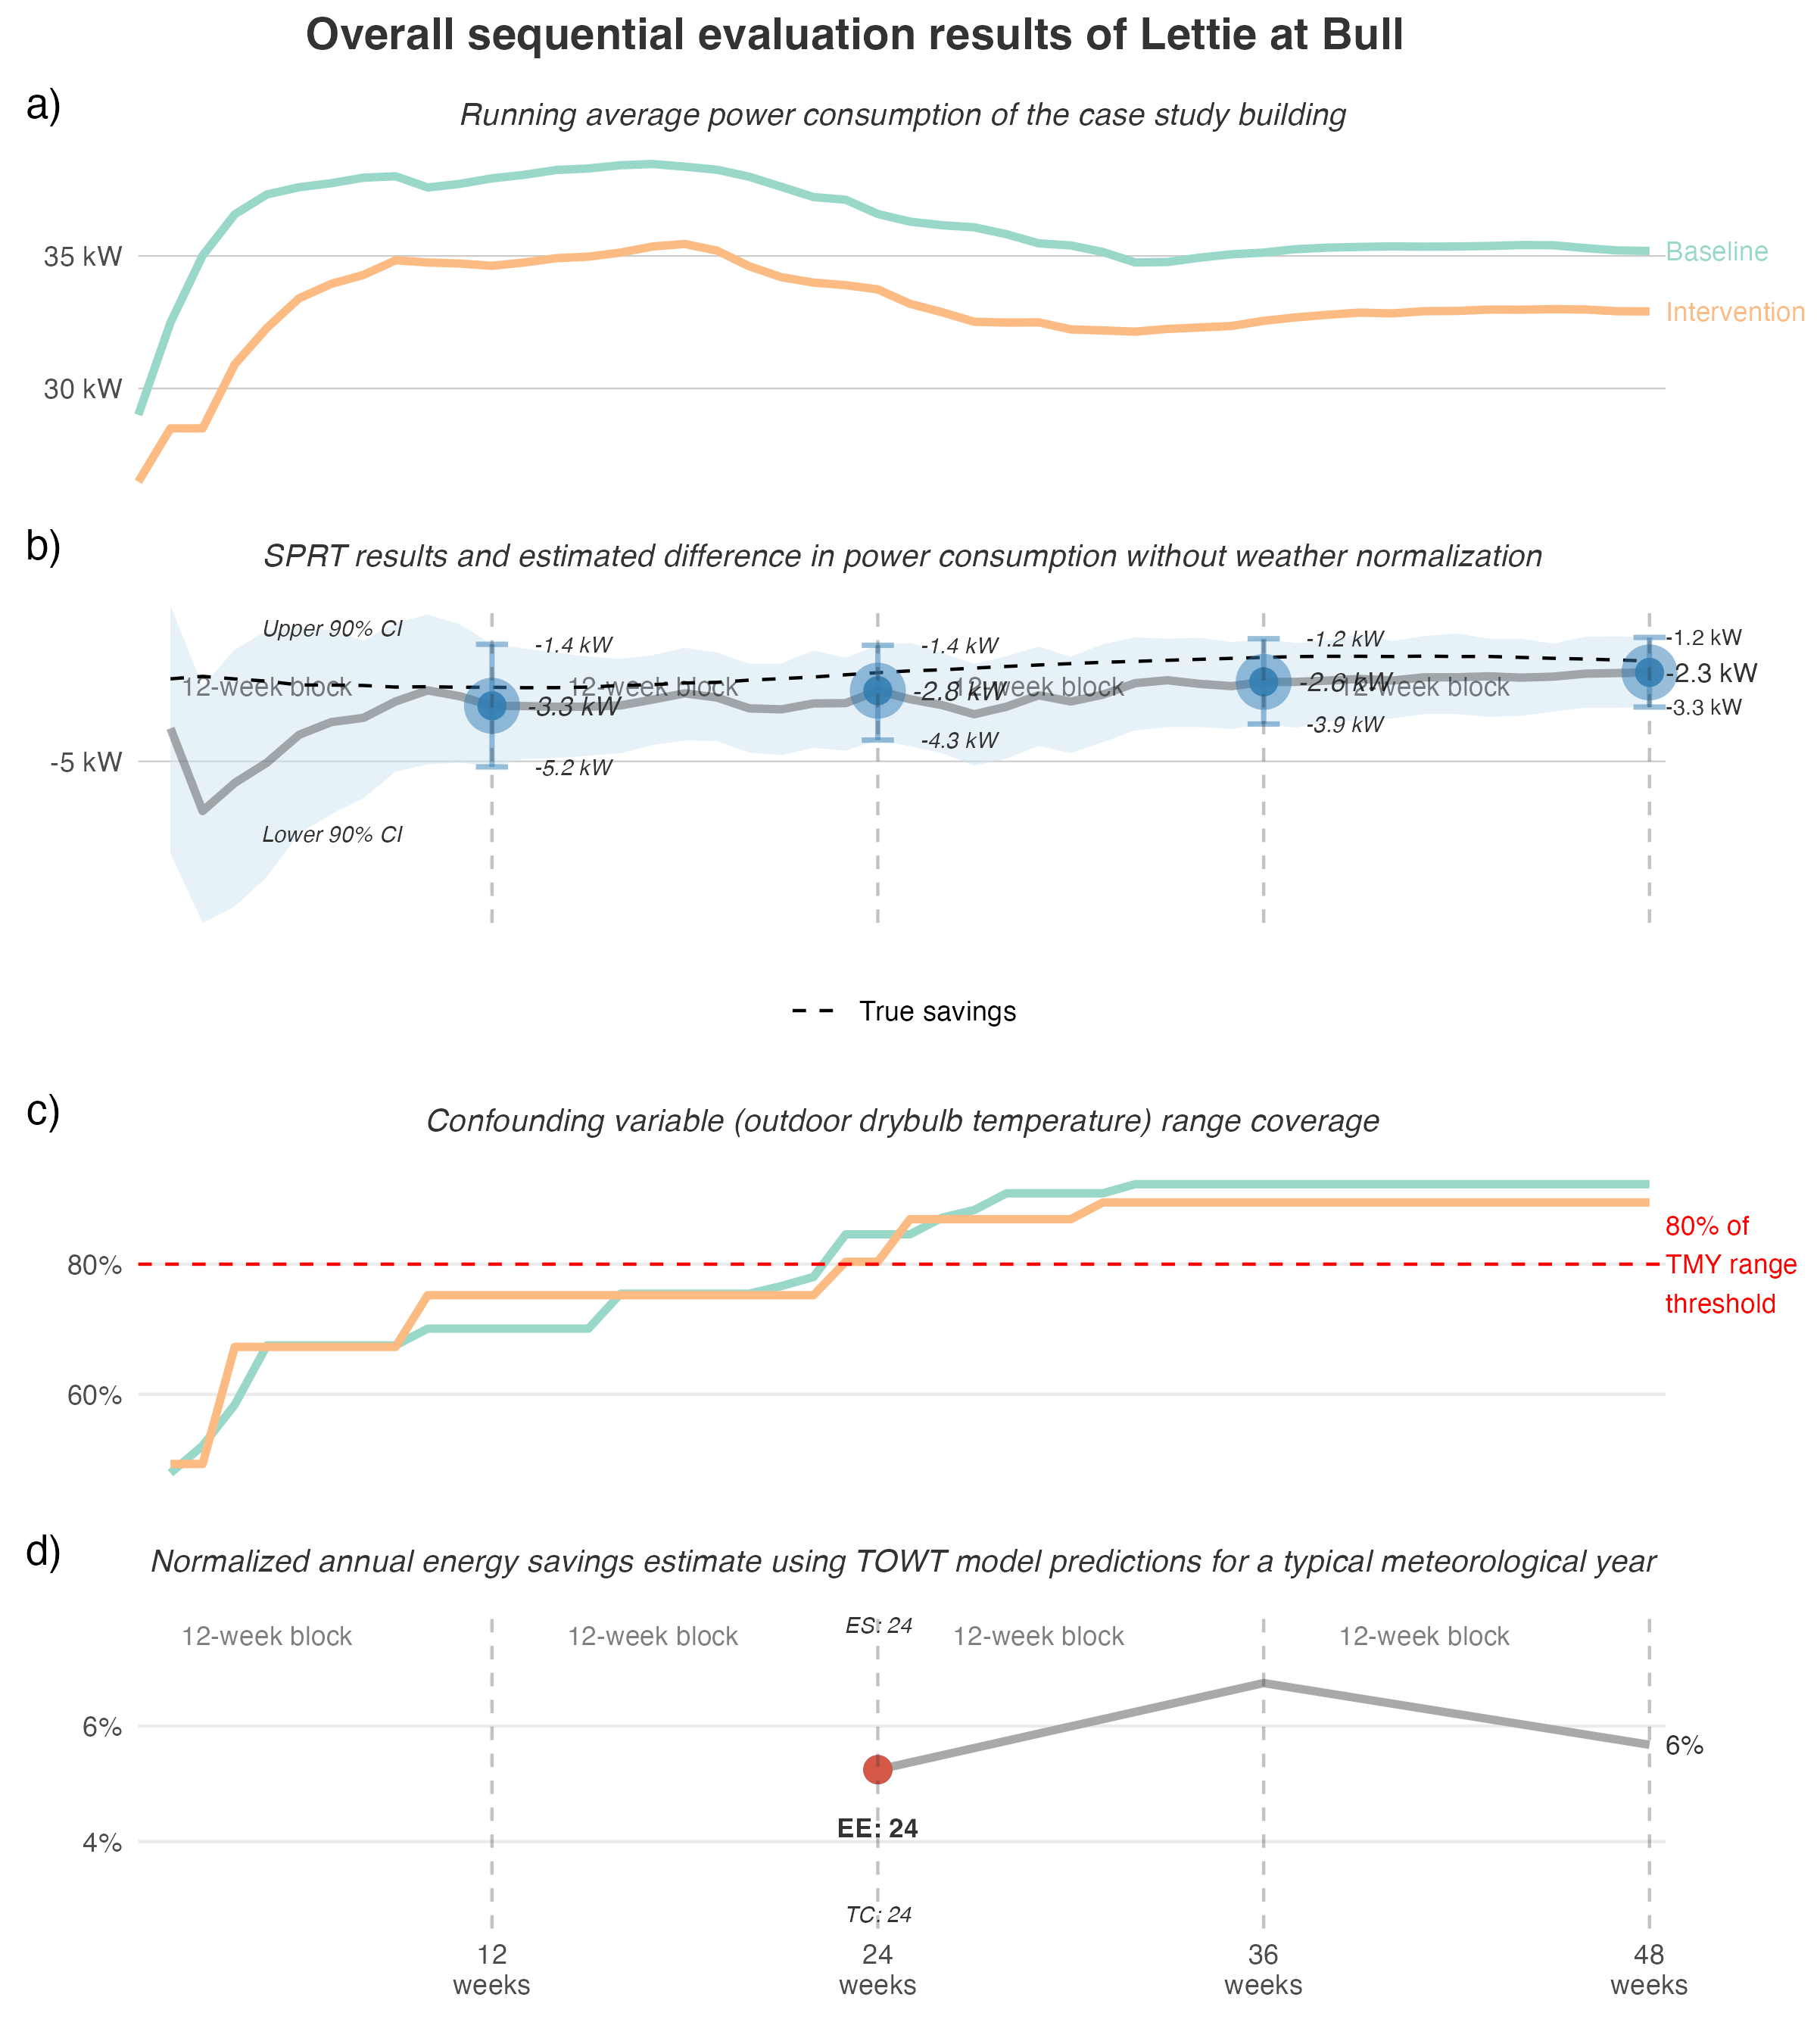 Overall sequential evaluation results of Lettie at Bull
a)
Running average power consumption of the case study building
35 kW
30 kW
Baseline
Intervention
b)
SPRT results and estimated difference in power consumption without weather normalization
Upper 90% CI
Lower 90% CI
-5 kW
12-week block
12-week block
12-week block
12-week block
-1.4 kW
-3.3 kW
-5.2 kW
-1.4 kW
-2.8 kW
-4.3 kW
-1.2 kW
-2.6 kW
-3.9 kW
-1.2 kW
-2.3 kW
-3.3 kW
True savings
c)
Confounding variable (outdoor drybulb temperature) range coverage
80%
60%
80% of
TMY range
threshold
d)
Normalized annual energy savings estimate using TOWT model predictions for a typical meteorological year
12-week block
12-week block
12-week block
12-week block
ES: 24
6%
4%
6%
EE: 24
TC: 24
12
weeks
24
weeks
36
weeks
48
weeks